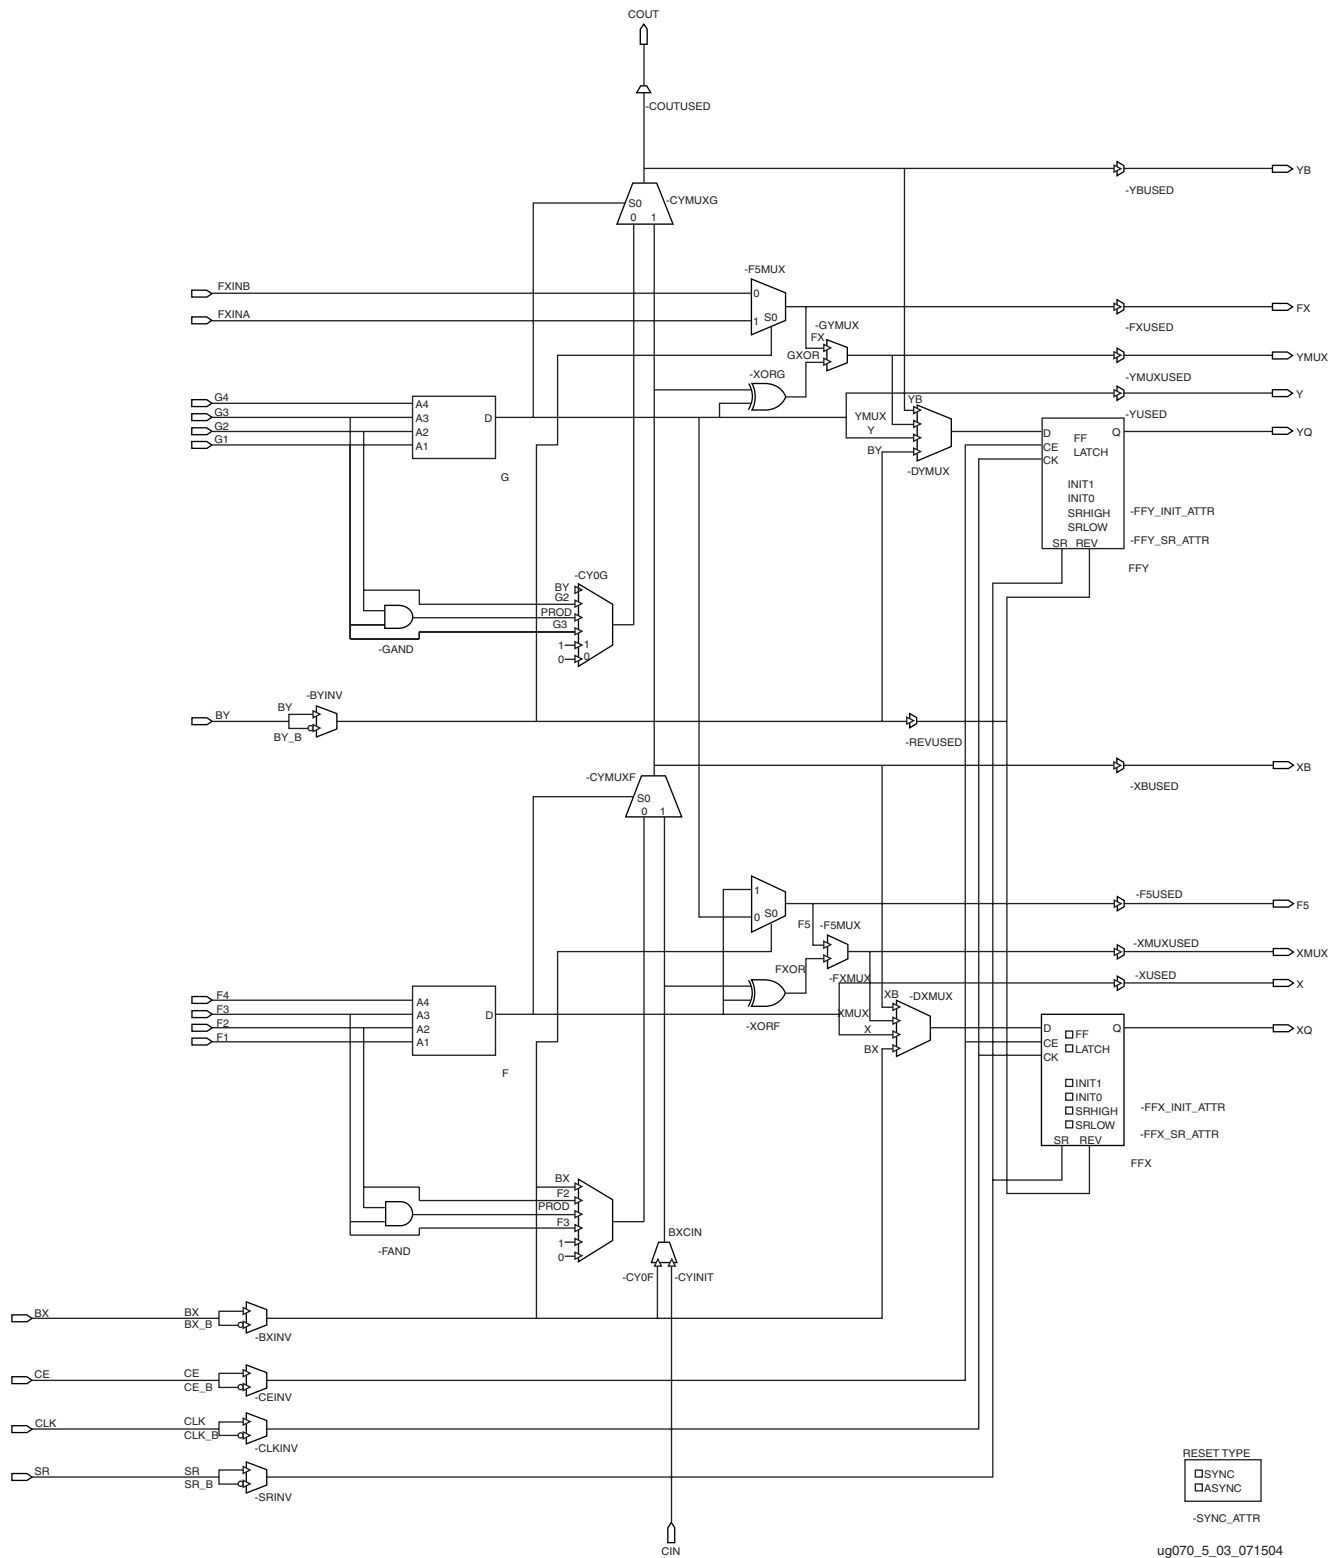 COUT
-COUTUSED
YB
-YBUSED
S0
-CYMUXG
0 1
-F5MUX
FXINB
0
FXINA
1 S0
FX
-FXUSED
-GYMUX
FX
GXOR
YMUX
-YMUXUSED
-XORG
Y
-YUSED
G4
G3
G2
G1
A4
A3
A2
A1
D
G
YB
YMUX
Y
BY
-DYMUX
D
CE
CK
Q
FF
LATCH
INIT1
INIT0
SRHIGH
SRLOW
SR REV
YQ
-FFY_INIT_ATTR
-FFY_SR_ATTR
FFY
-CY0G
BY
G2
PROD
G3
1 1
0 0
-GAND
-BYINV
BY
BY
BY_B
-REVUSED
XB
-XBUSED
-CYMUXF
S0
0 1
1
0 S0
-F5USED
F5
F5
-F5MUX
-XMUXUSED
XMUX
FXOR
-FXMUX
-XUSED
X
-XORF
F4
F3
F2
F1
A4
A3
A2
A1
D
F
XB
-DXMUX
XMUX
X
BX
D
CE
CK
Q
FF
LATCH
INIT1
INIT0
SRHIGH
SRLOW
SR REV
XQ
-FFX_INIT_ATTR
-FFX_SR_ATTR
FFX
BX
F2
PROD
F3
1
0
-FAND
BXCIN
-CY0F
-CYINIT
BX
BX
BX_B
-BXINV
CE
CE
CE_B
-CEINV
CLK
CLK
CLK_B
-CLKINV
SR
SR
SR_B
-SRINV
CIN
RESET TYPE
SYNC
ASYNC
-SYNC_ATTR
ug070_5_03_071504